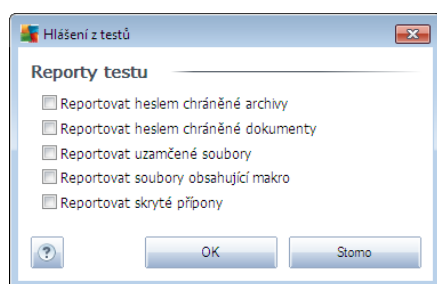 Hlášení z testů
Reporty testu
Reportovat heslem chráněné archivy
Reportovat heslem chráněné dokumenty
Reportovat uzamčené soubory
Reportovat soubory obsahující makro
Reportovat skryté přípony
?
OK
Stomo